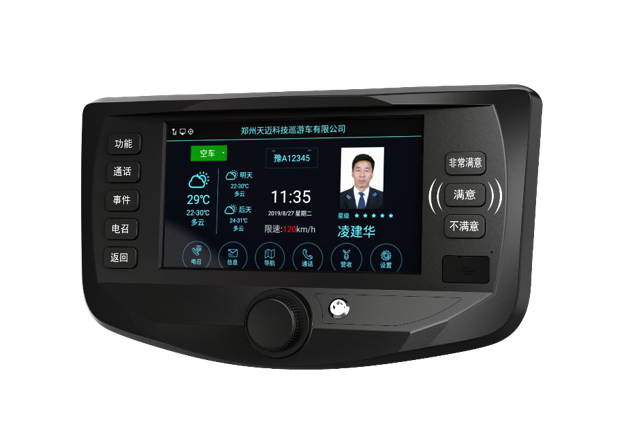 功能
通话
事件
电召
返回
郑州天迈科技巡游车有限公司
空车
豫A12345
29℃
22-30℃
多云
明天
22-30℃
多云
后天
24-31℃
多云
11:35
2019/8/27 星期二
限速:120km/h
星级
凌建华
电召
信息
导航
通话
营收
设置
非常满意
满意
不满意